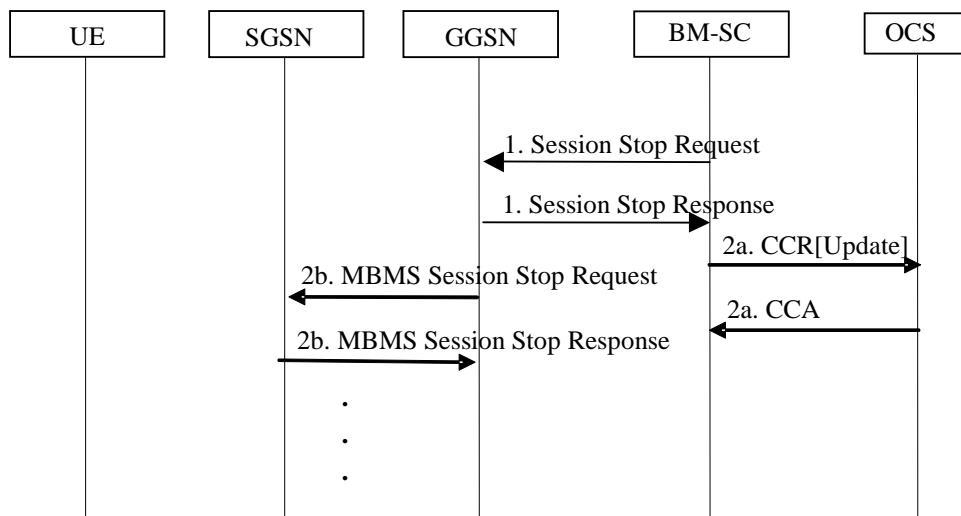 UE
SGSN
GGSN
BM-SC
OCS
1. Session Stop Request
1. Session Stop Response
2a. CCR[Update]
2b. MBMS Session Stop Request
2a. CCA
2b. MBMS Session Stop Response
.
.
.